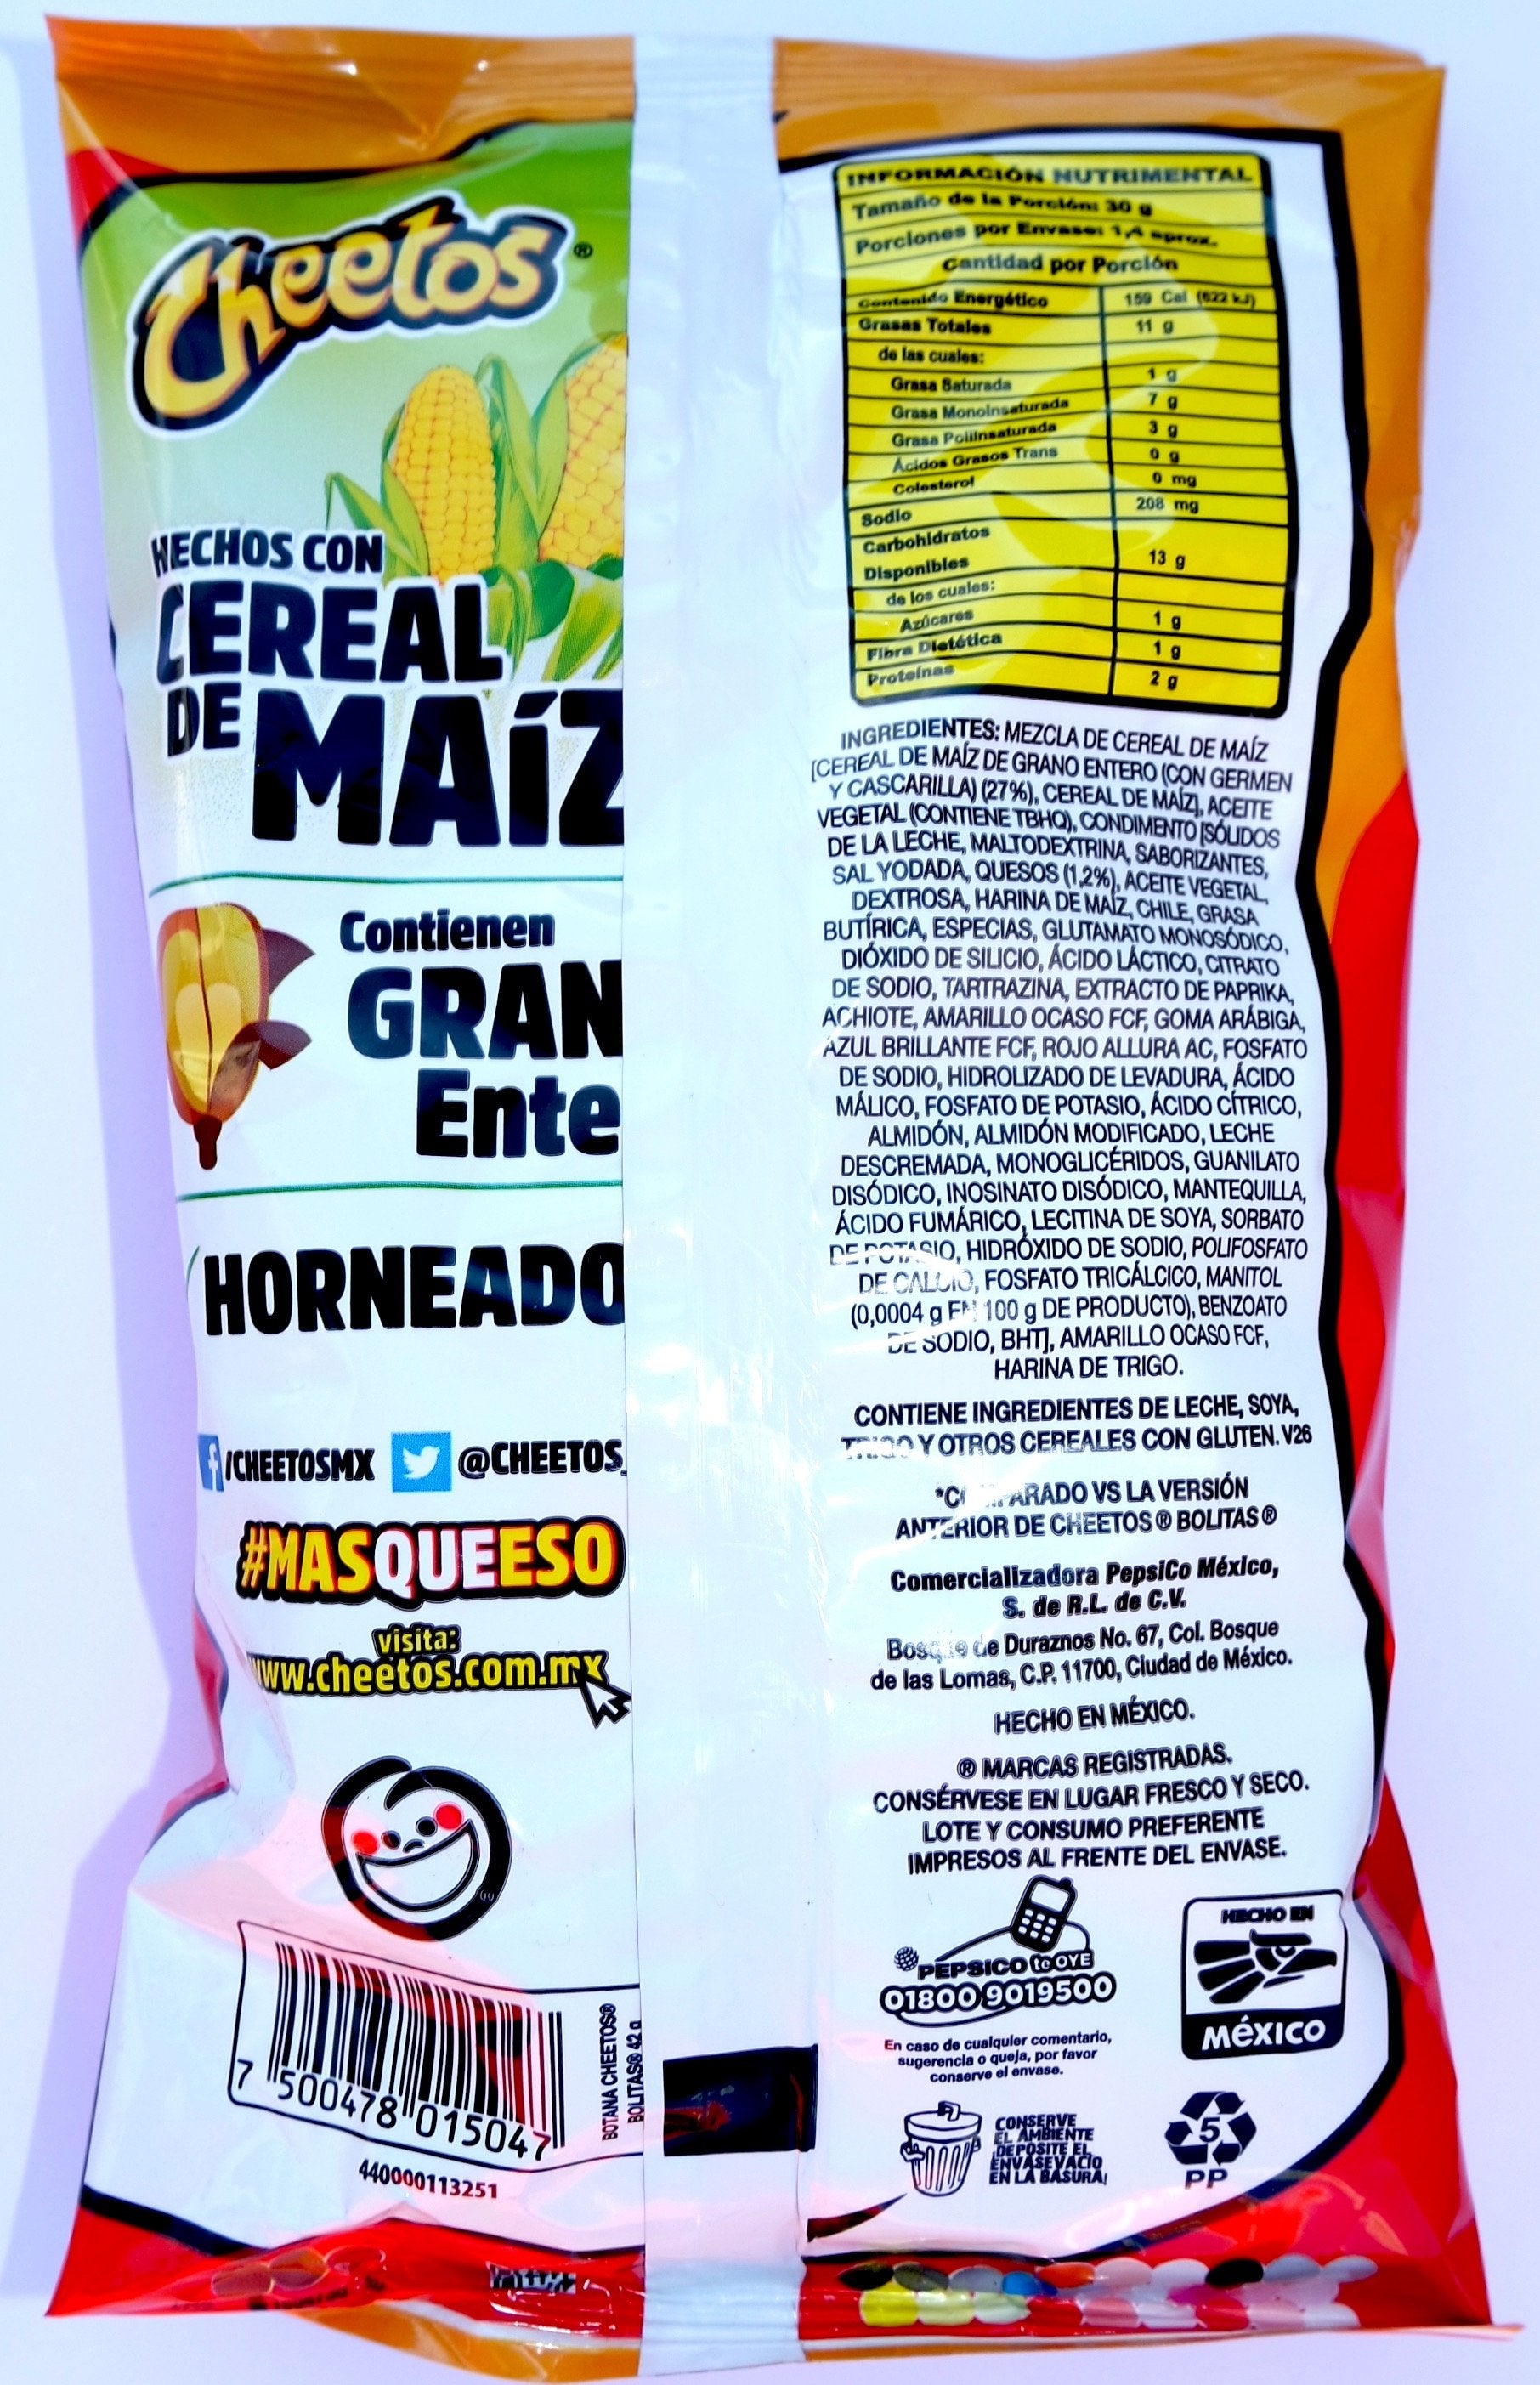 Cheetos®
HECHOS CON
CEREAL
DE MAÍZ
Contienen
GRAN
Ente
HORNEADO
/CHEETOSMX @CHEETOS_
#MASQUEESO
visita:
www.cheetos.com.mx
7 500478 015047
440000113251
BOTANA CHEETOS®
BOLITAS® 42 g
INFORMACIÓN NUTRIMENTAL
Tamaño de la Porción: 30 g
Porciones por Envase: 1,4 aprox.
Cantidad por Porción
Contenido Energético 159 Cal (622 kJ)
Grasas Totales 11 g
de las cuales:
Grasa Saturada 1 g
Grasa Monoinsaturada 7 g
Grasa Poliinsaturada 3 g
Ácidos Grasos Trans 0 g
Colesterol 0 mg
Sodio 208 mg
Carbohidratos
Disponibles 13 g
de los cuales:
Azúcares 1 g
Fibra Dietética 1 g
Proteínas 2 g
INGREDIENTES: MEZCLA DE CEREAL DE MAÍZ
[CEREAL DE MAÍZ DE GRANO ENTERO (CON GERMEN
Y CASCARILLA) (27%), CEREAL DE MAÍZ], ACEITE
VEGETAL (CONTIENE TBHQ), CONDIMENTO [SÓLIDOS
DE LA LECHE, MALTODEXTRINA, SABORIZANTES,
SAL YODADA, QUESOS (1,2%), ACEITE VEGETAL,
DEXTROSA, HARINA DE MAÍZ, CHILE, GRASA
BUTÍRICA, ESPECIAS, GLUTAMATO MONOSÓDICO,
DIÓXIDO DE SILICIO, ÁCIDO LÁCTICO, CITRATO
DE SODIO, TARTRAZINA, EXTRACTO DE PAPRIKA,
ACHIOTE, AMARILLO OCASO FCF, GOMA ARÁBIGA,
AZUL BRILLANTE FCF, ROJO ALLURA AC, FOSFATO
DE SODIO, HIDROLIZADO DE LEVADURA, ÁCIDO
MÁLICO, FOSFATO DE POTASIO, ÁCIDO CÍTRICO,
ALMIDÓN, ALMIDÓN MODIFICADO, LECHE
DESCREMADA, MONOGLICÉRIDOS, GUANILATO
DISÓDICO, INOSINATO DISÓDICO, MANTEQUILLA,
ÁCIDO FUMÁRICO, LECITINA DE SOYA, SORBATO
DE POTASIO, HIDRÓXIDO DE SODIO, POLIFOSFATO
DE CALCIO, FOSFATO TRICÁLCICO, MANITOL
(0,0004 g EN 100 g DE PRODUCTO), BENZOATO
DE SODIO, BHT], AMARILLO OCASO FCF,
HARINA DE TRIGO.
CONTIENE INGREDIENTES DE LECHE, SOYA,
TRIGO Y OTROS CEREALES CON GLUTEN. V26
*COMPARADO VS LA VERSIÓN
ANTERIOR DE CHEETOS® BOLITAS®
Comercializadora PepsiCo México,
S. de R.L. de C.V.
Bosque de Duraznos No. 67, Col. Bosque
de las Lomas, C.P. 11700, Ciudad de México.
HECHO EN MÉXICO.
® MARCAS REGISTRADAS.
CONSÉRVESE EN LUGAR FRESCO Y SECO.
LOTE Y CONSUMO PREFERENTE
IMPRESOS AL FRENTE DEL ENVASE.
PEPSICO te OYE
01800 9019500
En caso de cualquier comentario,
sugerencia o queja, por favor
conserve el envase.
HECHO EN
MÉXICO
CONSERVE
EL AMBIENTE
¡DEPOSITE EL
ENVASE VACIO
EN LA BASURA!
5
PP